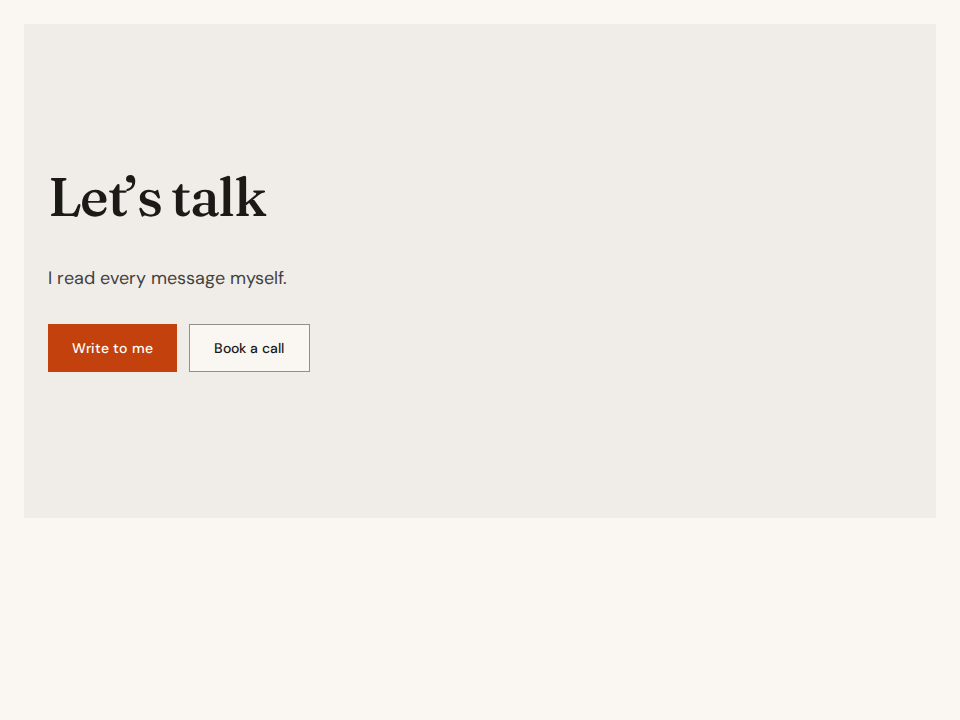 Let’s talk
I read every message myself.
Write to me
Book a call